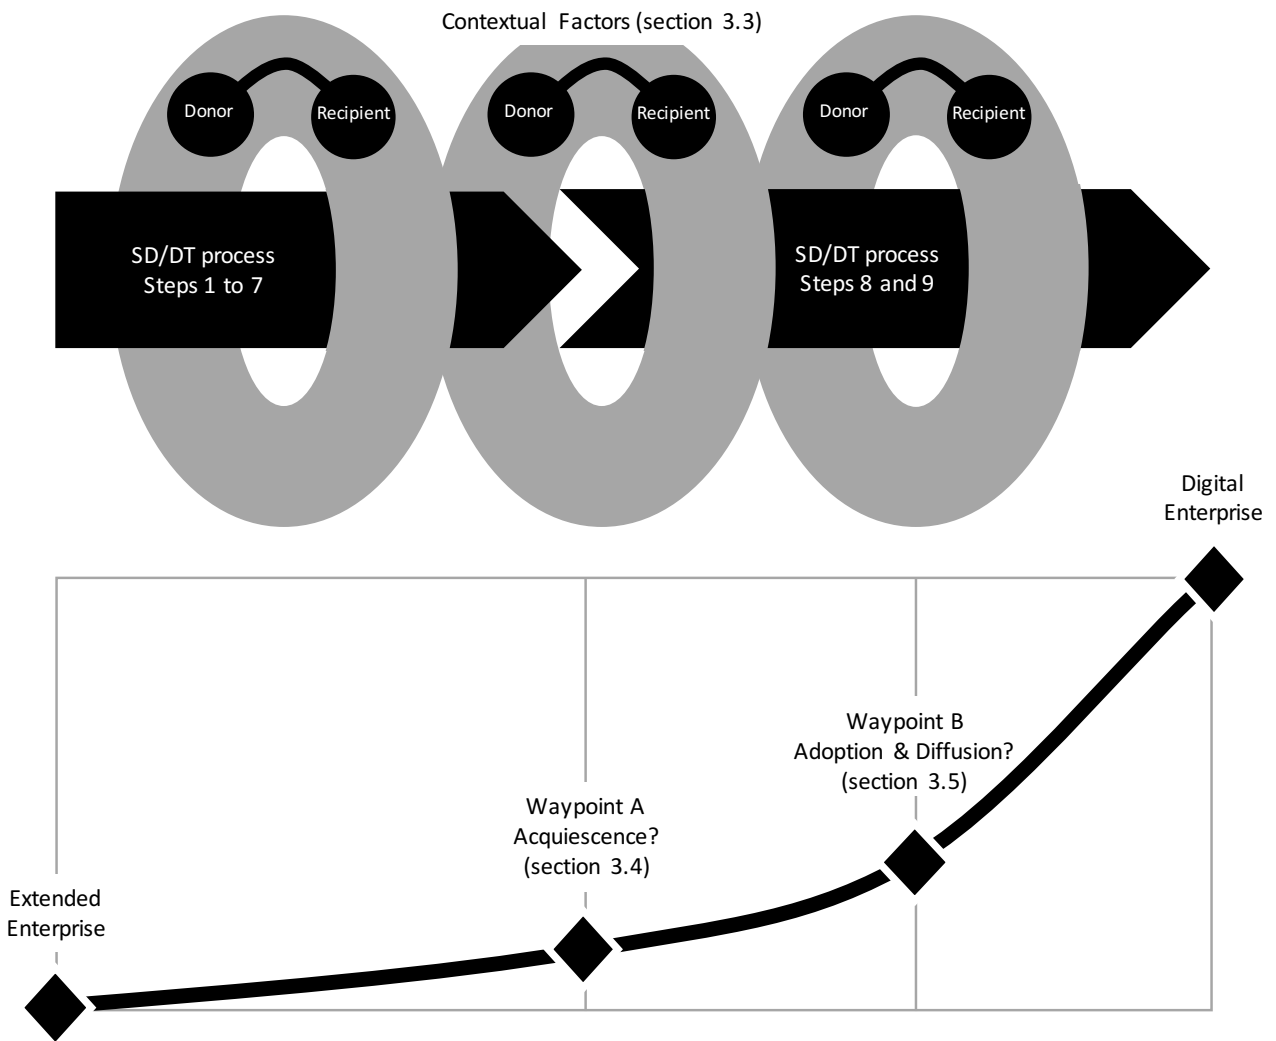 Contextual Factors (section 3.3)
Donor
Recipient
Donor
Recipient
Donor
Recipient
SD/DT process
Steps 1 to 7
SD/DT process
Steps 8 and 9
Digital
Enterprise
Waypoint B
Adoption & Diffusion?
(section 3.5)
Waypoint A
Acquiescence?
(section 3.4)
Extended
Enterprise